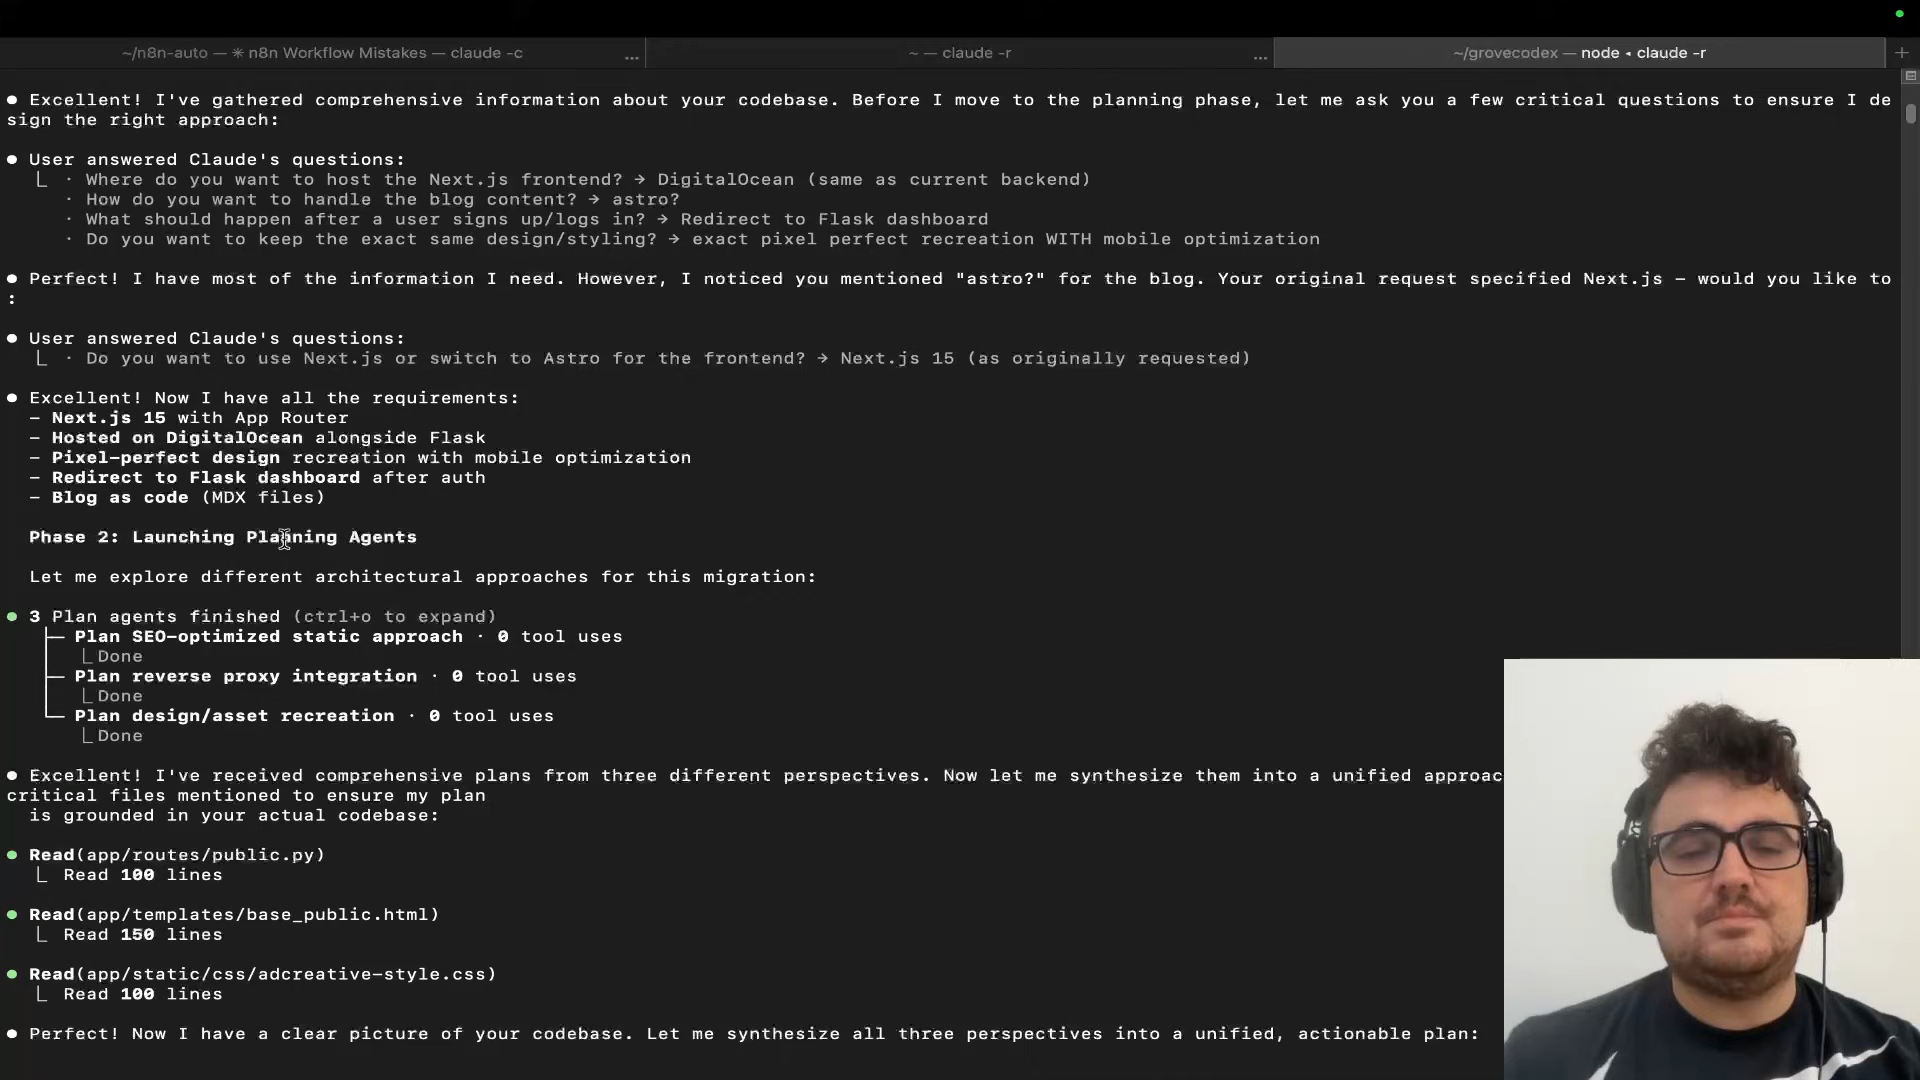 ~/n8n-auto — ✳ n8n Workflow Mistakes — claude -c ...
~ — claude -r ...
~/grovecodex — node ◂ claude -r
● Excellent! I've gathered comprehensive information about your codebase. Before I move to the planning phase, let me ask you a few critical questions to ensure I de
sign the right approach:
● User answered Claude's questions:
⎿ · Where do you want to host the Next.js frontend? → DigitalOcean (same as current backend)
· How do you want to handle the blog content? → astro?
· What should happen after a user signs up/logs in? → Redirect to Flask dashboard
· Do you want to keep the exact same design/styling? → exact pixel perfect recreation WITH mobile optimization
● Perfect! I have most of the information I need. However, I noticed you mentioned "astro?" for the blog. Your original request specified Next.js – would you like to
:
● User answered Claude's questions:
⎿ · Do you want to use Next.js or switch to Astro for the frontend? → Next.js 15 (as originally requested)
● Excellent! Now I have all the requirements:
– Next.js 15 with App Router
– Hosted on DigitalOcean alongside Flask
– Pixel-perfect design recreation with mobile optimization
– Redirect to Flask dashboard after auth
– Blog as code (MDX files)
Phase 2: Launching Planning Agents
Let me explore different architectural approaches for this migration:
● 3 Plan agents finished (ctrl+o to expand)
├─ Plan SEO-optimized static approach · 0 tool uses
⎿ Done
├─ Plan reverse proxy integration · 0 tool uses
⎿ Done
└─ Plan design/asset recreation · 0 tool uses
⎿ Done
● Excellent! I've received comprehensive plans from three different perspectives. Now let me synthesize them into a unified approac
critical files mentioned to ensure my plan
is grounded in your actual codebase:
● Read(app/routes/public.py)
⎿ Read 100 lines
● Read(app/templates/base_public.html)
⎿ Read 150 lines
● Read(app/static/css/adcreative-style.css)
⎿ Read 100 lines
● Perfect! Now I have a clear picture of your codebase. Let me synthesize all three perspectives into a unified, actionable plan: